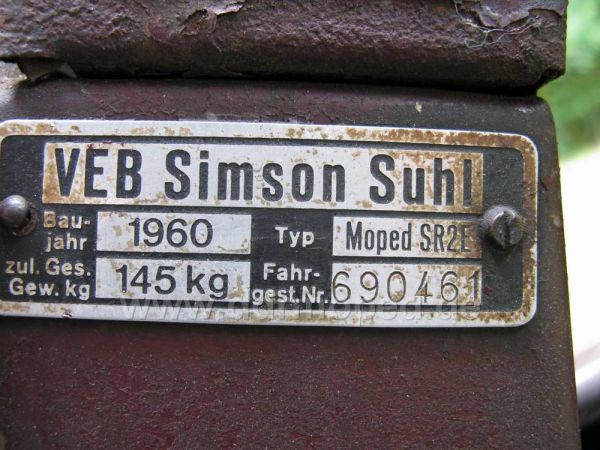 VEB Simson Suhl
Bau-
jahr 1960 Typ Moped SR2E
zul. Ges.
Gew. kg 145 kg Fahr-
gest.Nr. 690461